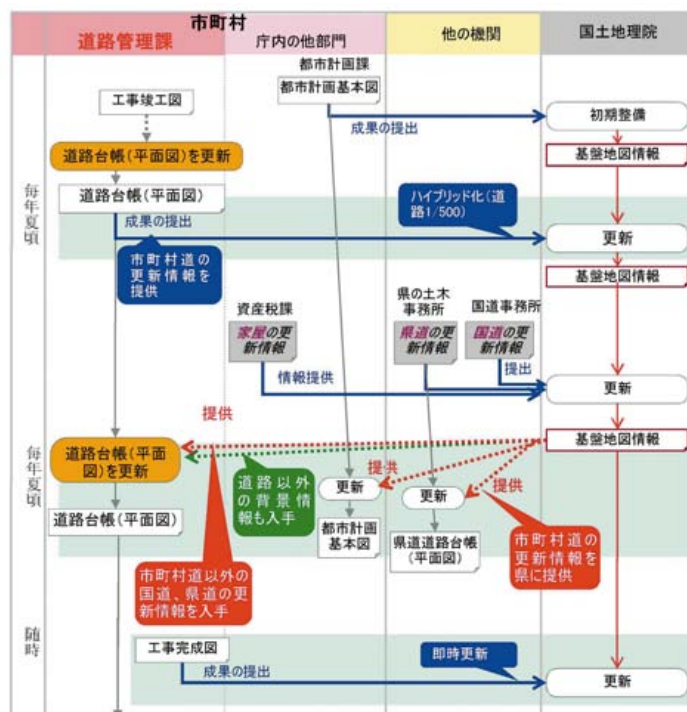 市町村
道路管理課
庁内の他部門
他の機関
国土地理院
都市計画課
都市計画基本図
工事竣工図
成果の提出
初期整備
道路台帳(平面図)を更新
基盤地図情報
毎年夏頃
道路台帳(平面図)
成果の提出
ハイブリッド化(道
路1/500)
更新
市町村道の
更新情報を
提供
基盤地図情報
資産税課
県の土木
事務所
国道事務所
家屋の更
新情報
県道の更
新情報
国道の更
新情報
情報提供
提出
更新
提供
基盤地図情報
毎年夏頃
道路台帳(平面
図)を更新
道路以外
の背景情
報も入手
提供
更新
更新
提供
道路台帳(平面図)
都市計画
基本図
県道道路台帳
(平面図)
市町村道の
更新情報を
県に提供
市町村道以外の
国道、県道の更
新情報を入手
随時
工事完成図
成果の提出
即時更新
更新